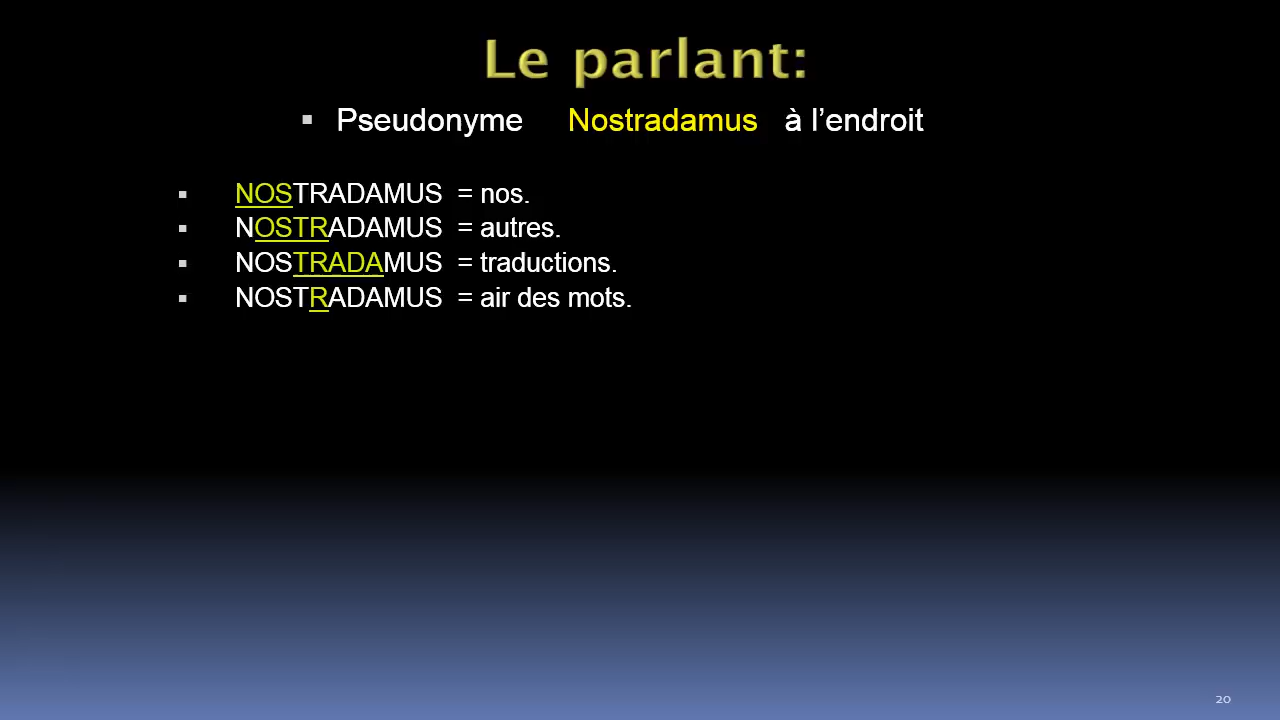 Le parlant:
▪ Pseudonyme Nostradamus à l’endroit
▪ NOSTRADAMUS = nos.
▪ NOSTRADAMUS = autres.
▪ NOSTRADAMUS = traductions.
▪ NOSTRADAMUS = air des mots.
20